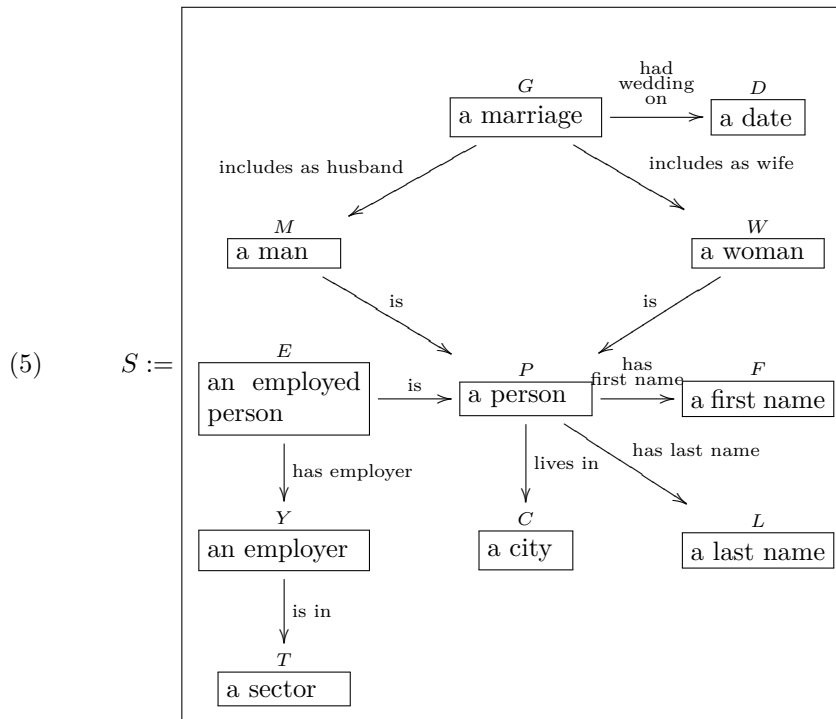 G
a marriage
had
wedding
on
D
a date
includes as husband
includes as wife
M
a man
W
a woman
is
is
(5)
S :=
E
an employed
person
is
P
a person
has
first name
F
a first name
has employer
lives in
has last name
Y
an employer
C
a city
L
a last name
is in
T
a sector